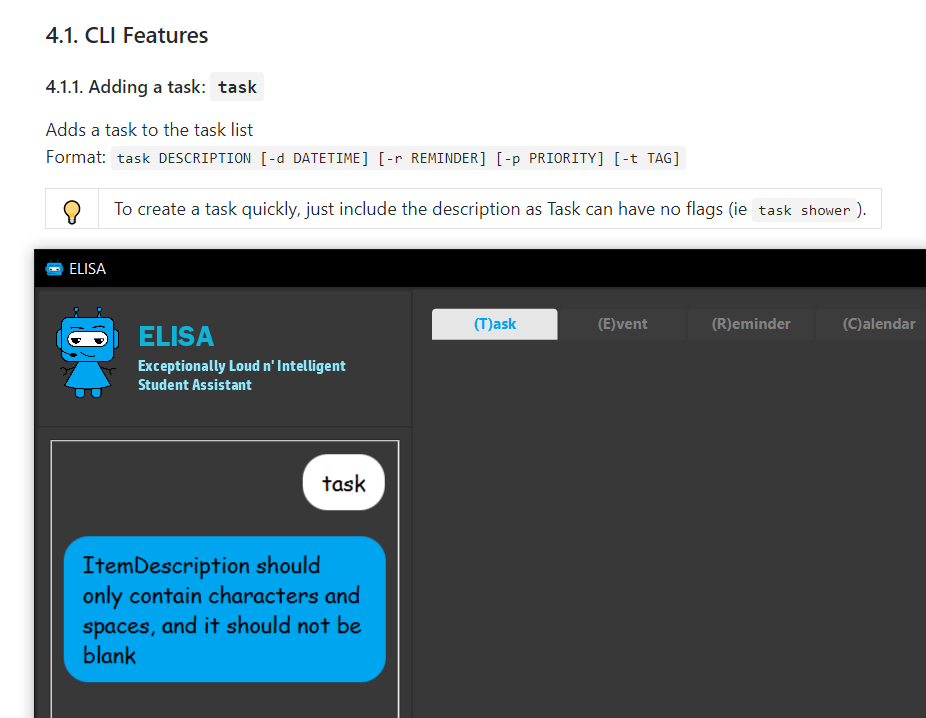 4.1. CLI Features
4.1.1. Adding a task: task
Adds a task to the task list
Format: task DESCRIPTION [-d DATETIME] [-r REMINDER] [-p PRIORITY] [-t TAG]
To create a task quickly, just include the description as Task can have no flags (ie task shower ).
ELISA
ELISA
Exceptionally Loud n' Intelligent
Student Assistant
(T)ask (E)vent (R)eminder (C)alendar
task
ItemDescription should
only contain characters and
spaces, and it should not be
blank